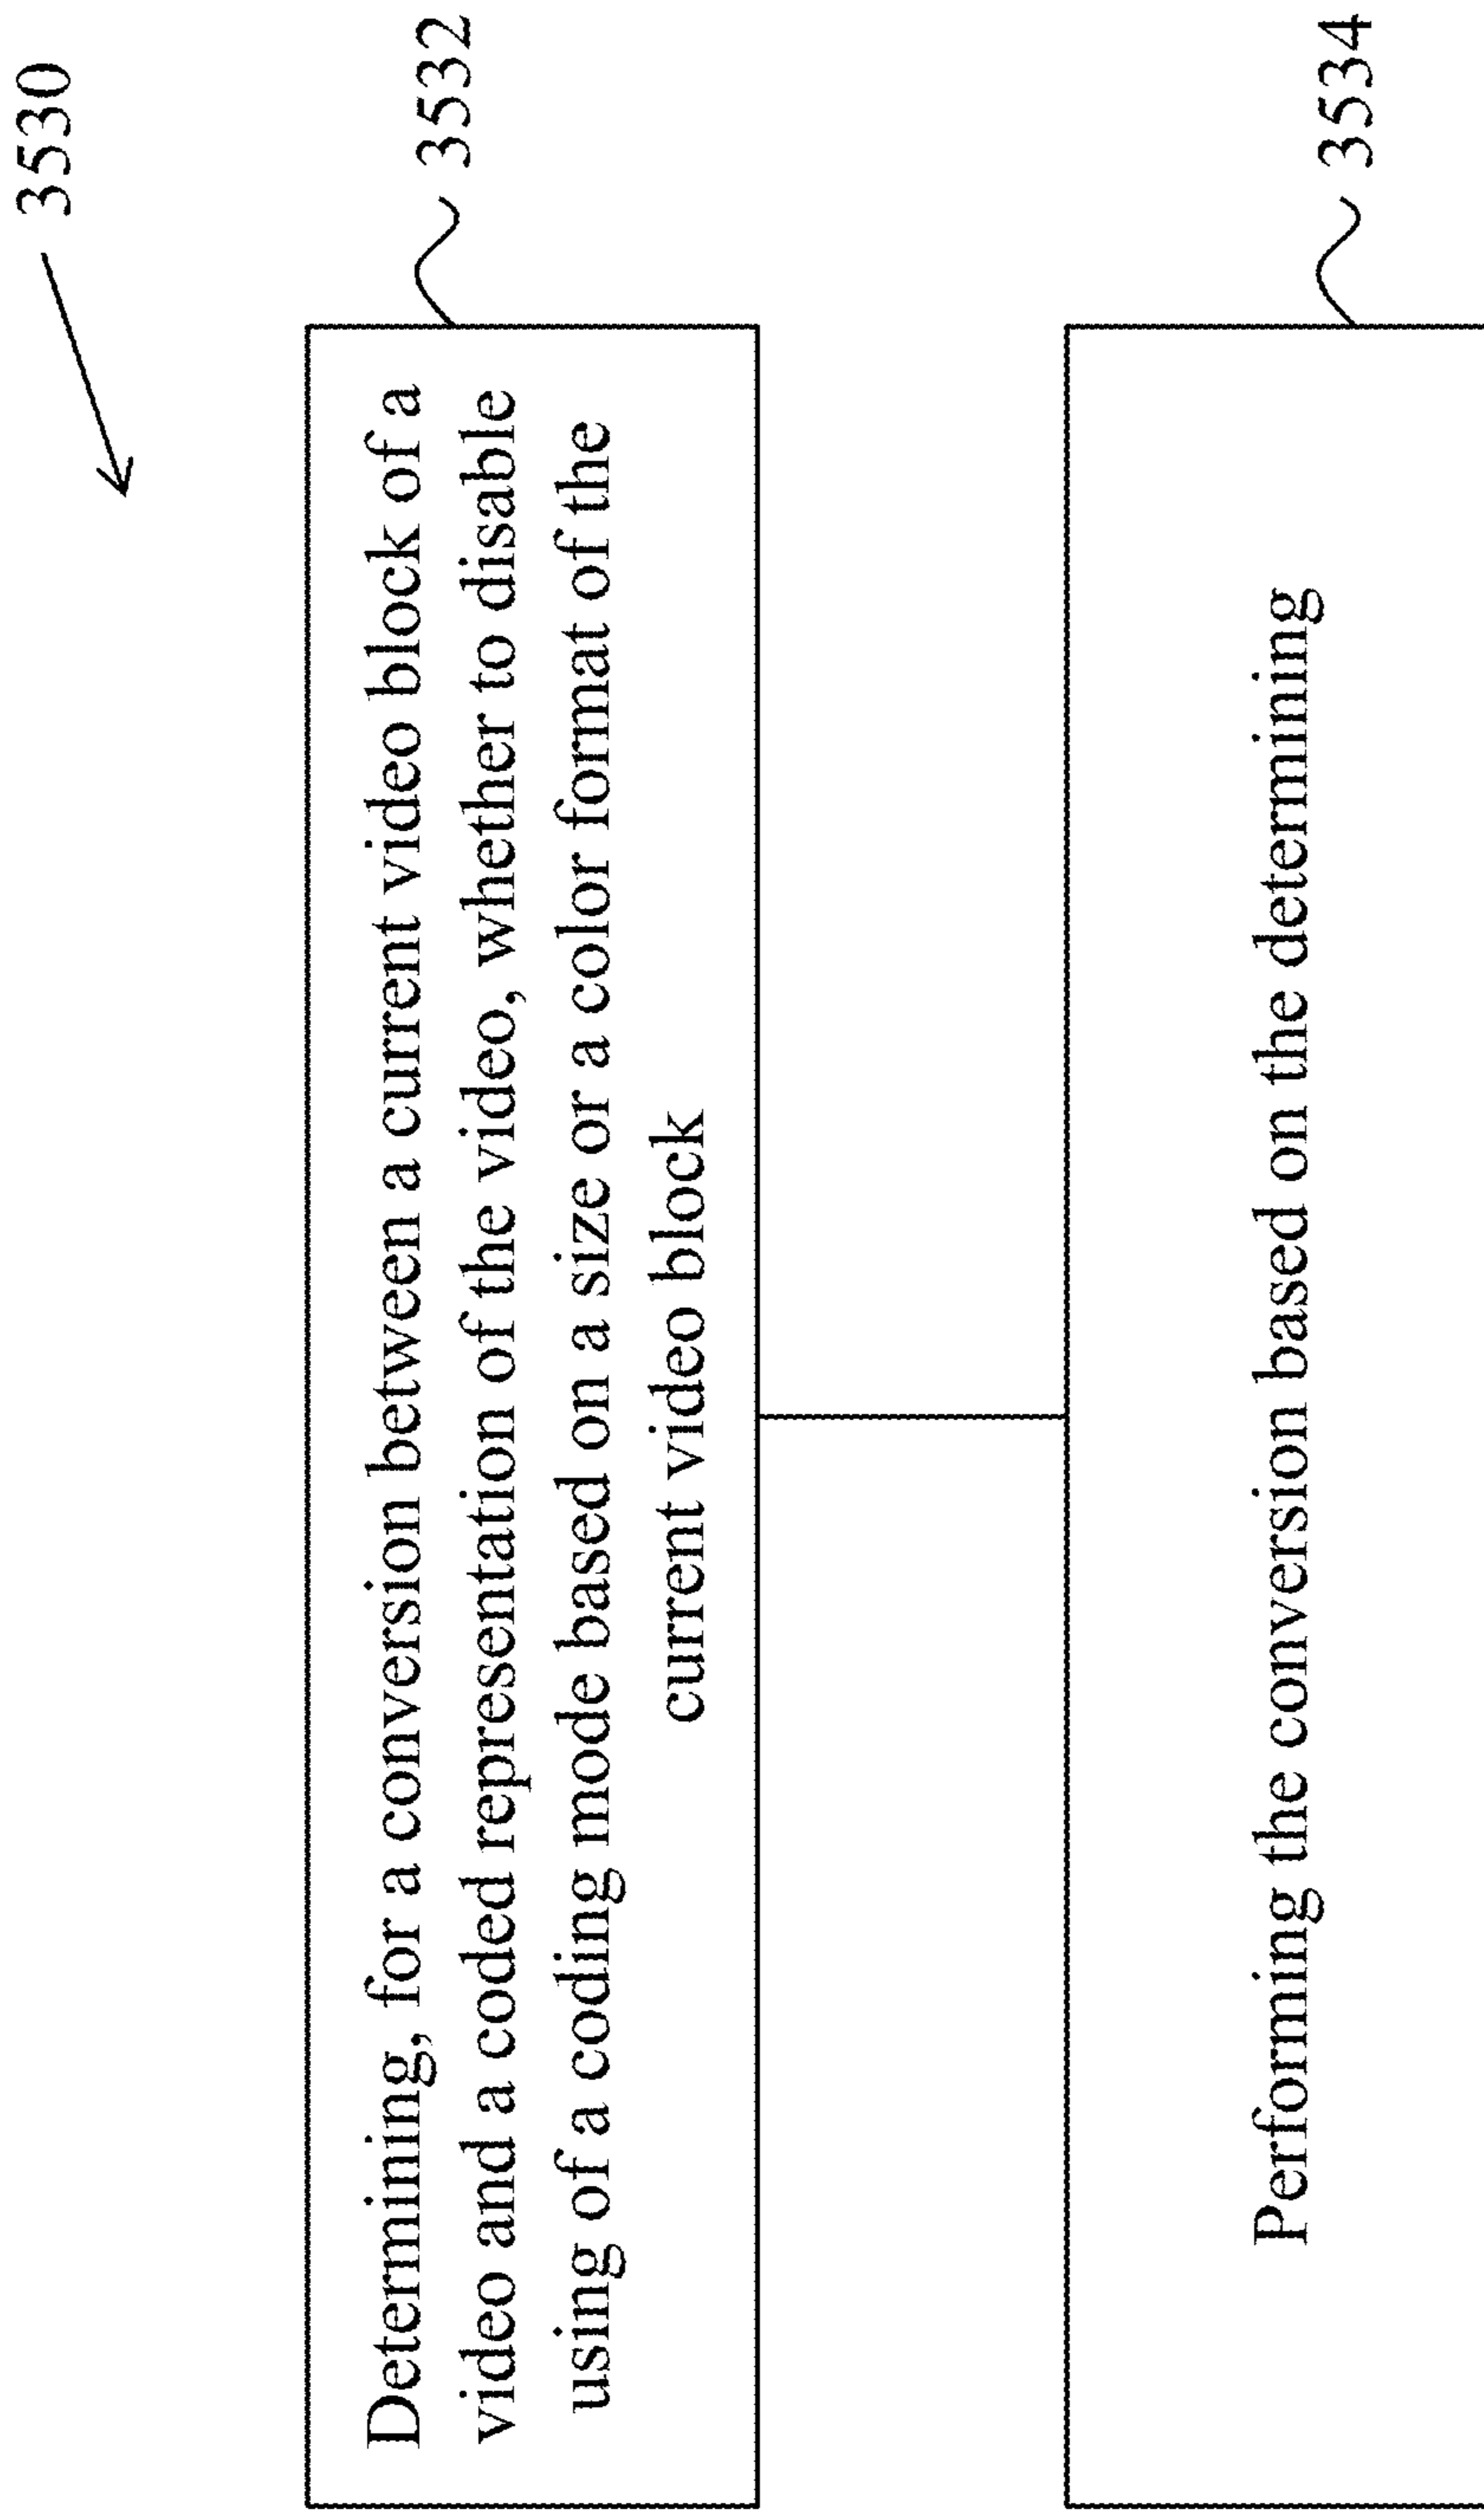 3530
Determining, for a conversion between a current video block of a
video and a coded representation of the video, whether to disable
using of a coding mode based on a size or a color format of the
current video block
3532
Performing the conversion based on the determining
3534